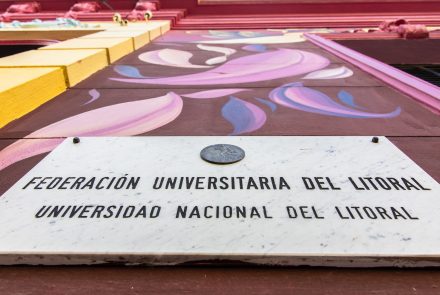 FEDERACIÓN UNIVERSITARIA DEL LITORAL
UNIVERSIDAD NACIONAL DEL LITORAL